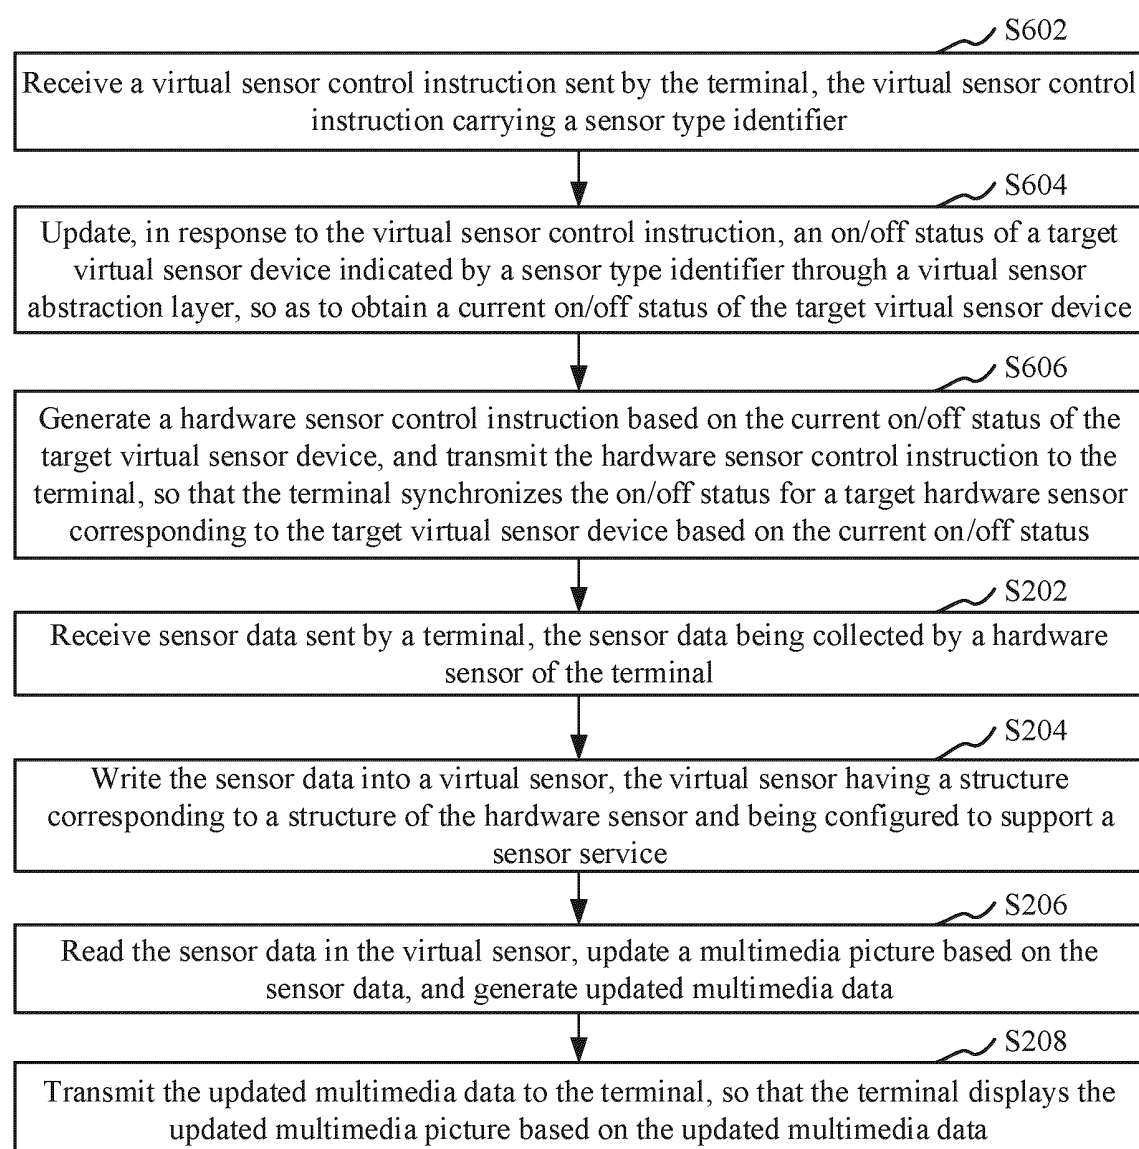 S602
Receive a virtual sensor control instruction sent by the terminal, the virtual sensor control
instruction carrying a sensor type identifier
S604
Update, in response to the virtual sensor control instruction, an on/off status of a target
virtual sensor device indicated by a sensor type identifier through a virtual sensor
abstraction layer, so as to obtain a current on/off status of the target virtual sensor device
S606
Generate a hardware sensor control instruction based on the current on/off status of the
target virtual sensor device, and transmit the hardware sensor control instruction to the
terminal, so that the terminal synchronizes the on/off status for a target hardware sensor
corresponding to the target virtual sensor device based on the current on/off status
S202
Receive sensor data sent by a terminal, the sensor data being collected by a hardware
sensor of the terminal
S204
Write the sensor data into a virtual sensor, the virtual sensor having a structure
corresponding to a structure of the hardware sensor and being configured to support a
sensor service
S206
Read the sensor data in the virtual sensor, update a multimedia picture based on the
sensor data, and generate updated multimedia data
S208
Transmit the updated multimedia data to the terminal, so that the terminal displays the
updated multimedia picture based on the updated multimedia data